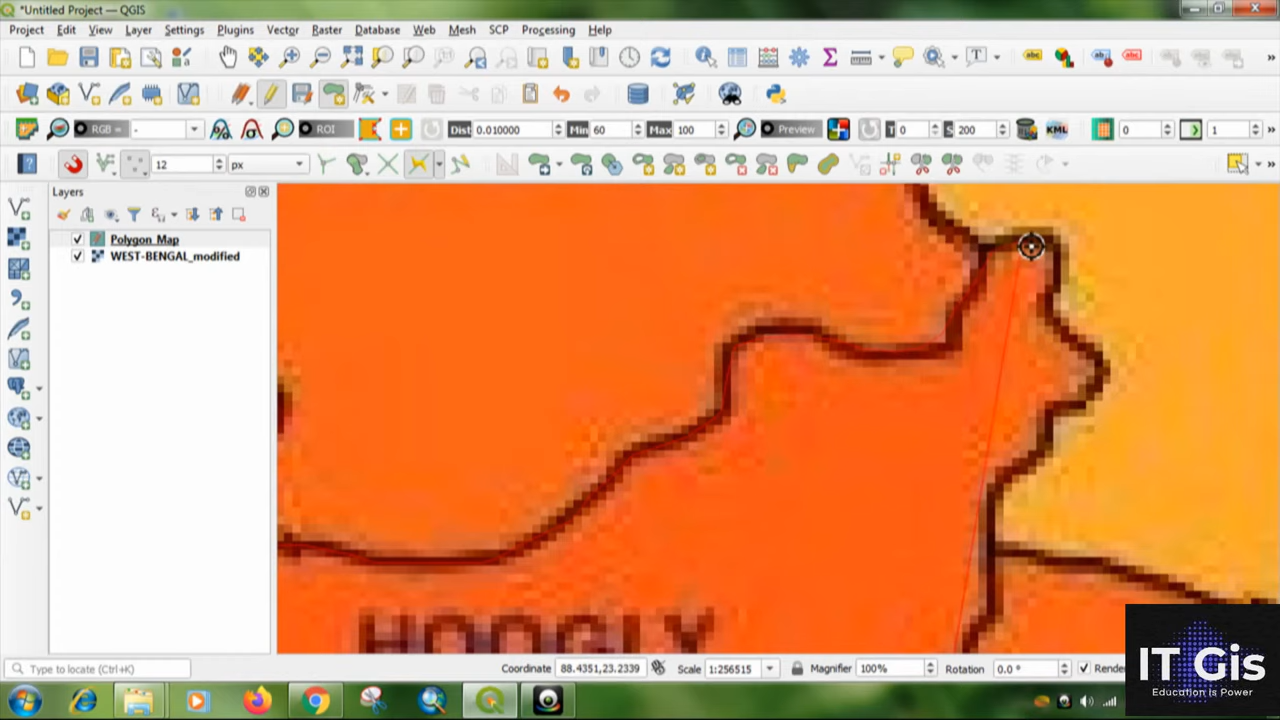 *Untitled Project — QGIS
Project Edit View Layer Settings Plugins Vector Raster Database Web Mesh SCP Processing Help
RGB = - ROI Dist 0.010000 Min 60 Max 100 Preview T 0 S 200 KML 0 1
12 px
Layers
Polygon_Map
WEST-BENGAL_modified
HOOGLY
Type to locate (Ctrl+K) Coordinate 88.4351,23.2339 Scale 1:256515 Magnifier 100% Rotation 0.0 ° Rende
IT Gis
Education is Power